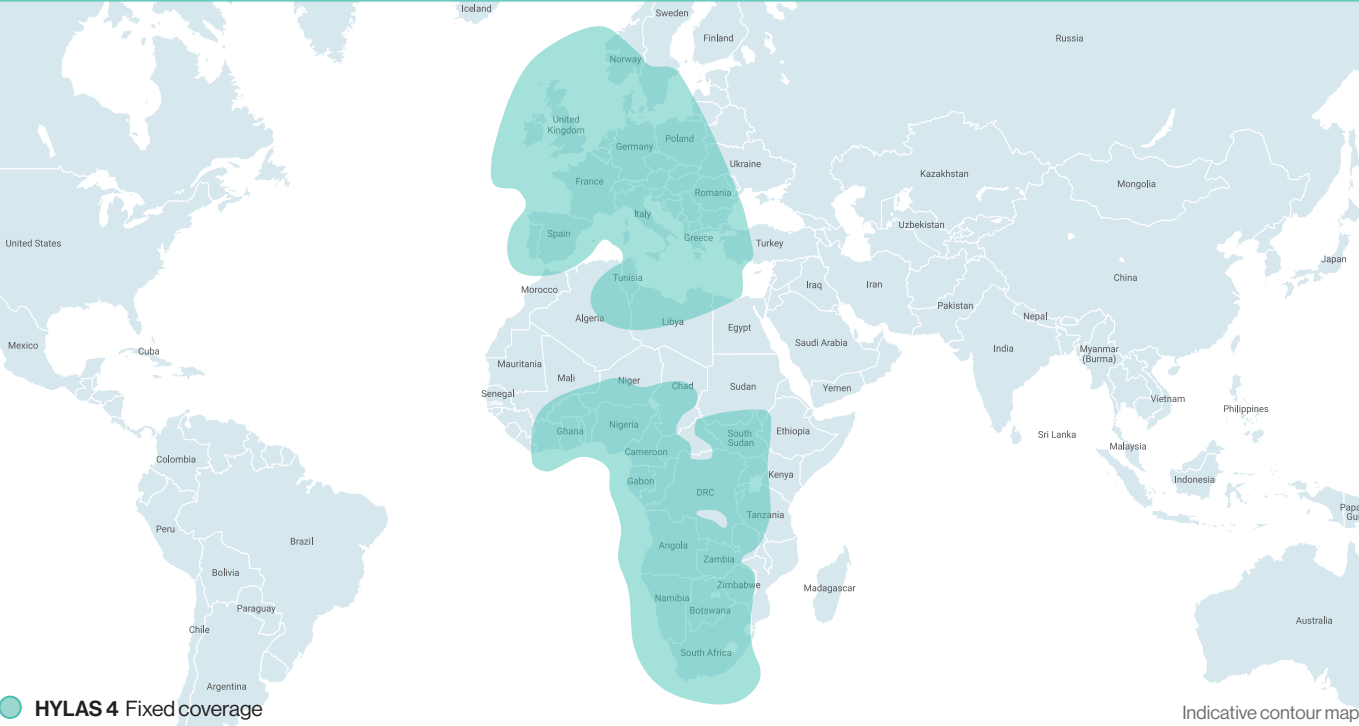 Iceland
Sweden
Finland
Russia
Norway
United
Kingdom
Poland
Germany
Ukraine
France
Kazakhstan
Mongolia
Romania
Italy
Uzbekistan
Spain
Greece
Turkey
United States
Japan
Tunisia
China
Morocco
Iraq
Iran
Pakistan
Algeria
Libya
Nepal
Egypt
Saudi Arabia
India
Myanmar
(Burma)
Mexico
Cuba
Mauritania
Mali
Niger
Chad
Sudan
Yemen
Senegal
Vietnam
Philippines
Ghana
Nigeria
South
Sudan
Ethiopia
Sri Lanka
Malaysia
Colombia
Cameroon
Kenya
Gabon
Indonesia
DRC
Papa
Gui
Tanzania
Peru
Brazil
Angola
Zambia
Bolivia
Zimbabwe
Madagascar
Namibia
Paraguay
Botswana
Australia
Chile
South Africa
Argentina
HYLAS 4 Fixed coverage
Indicative contour map